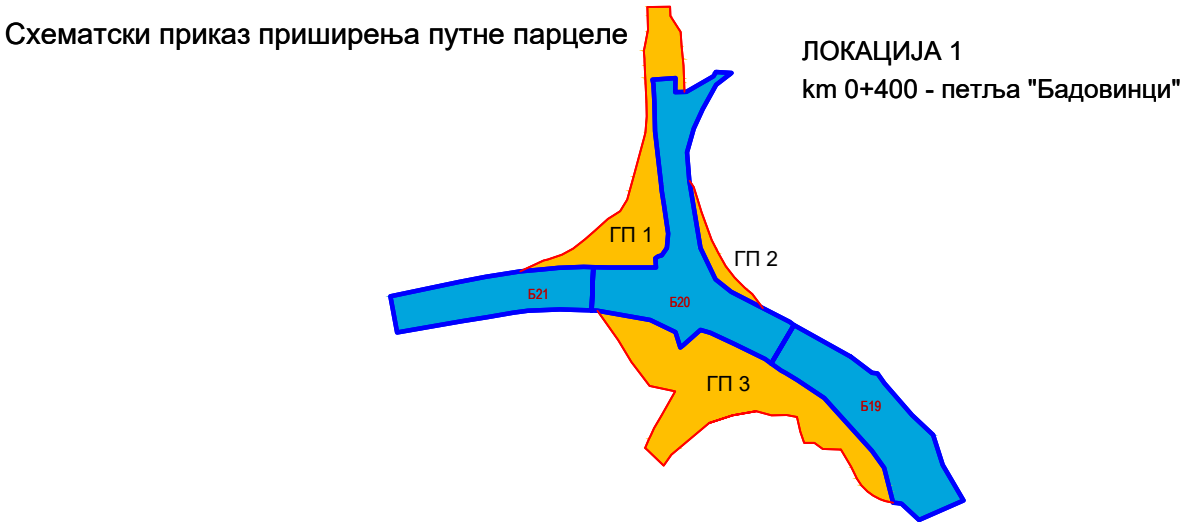 Схематски приказ приширења путне парцеле
ЛОКАЦИЈА 1
km 0+400 - петља "Бадовинци"
ГП 1
ГП 2
Б21
Б20
ГП 3
Б19